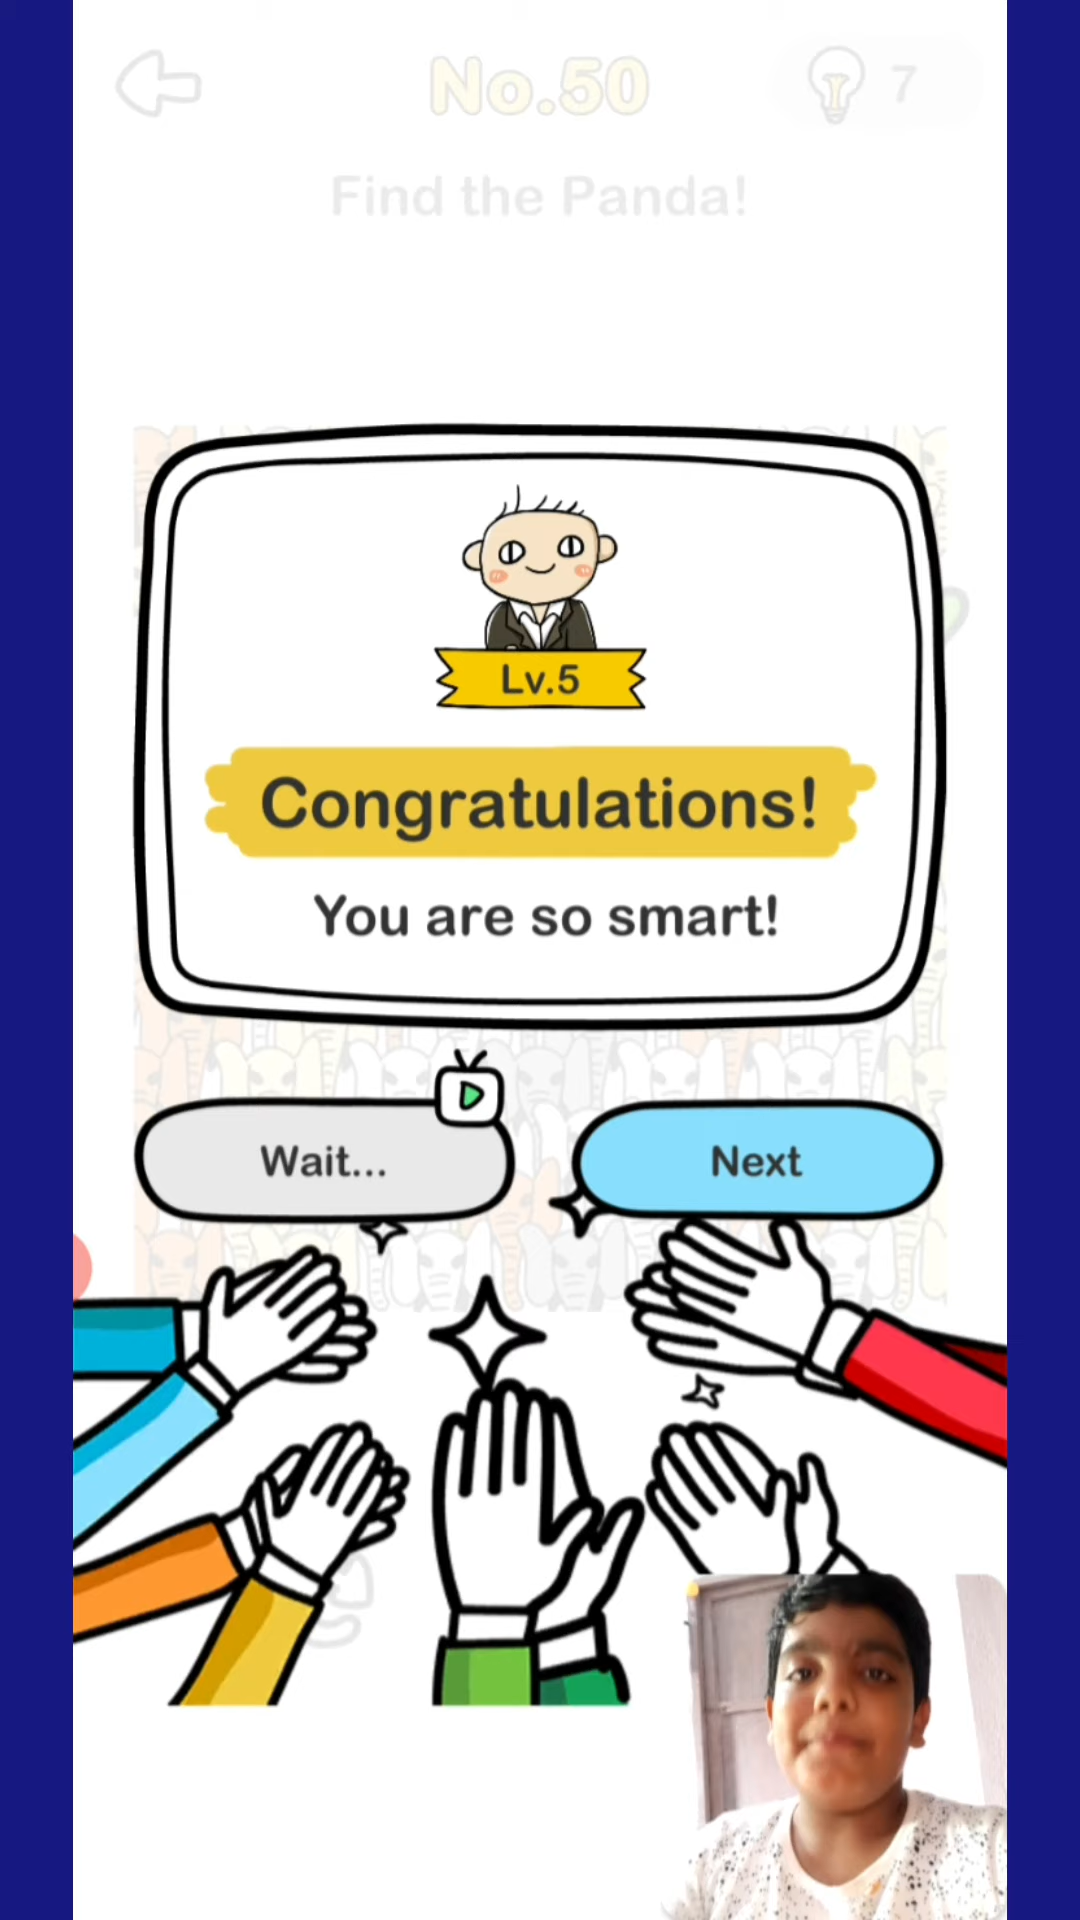 No.50
7
Find the Panda!
Lv.5
Congratulations!
You are so smart!
Wait...
Next